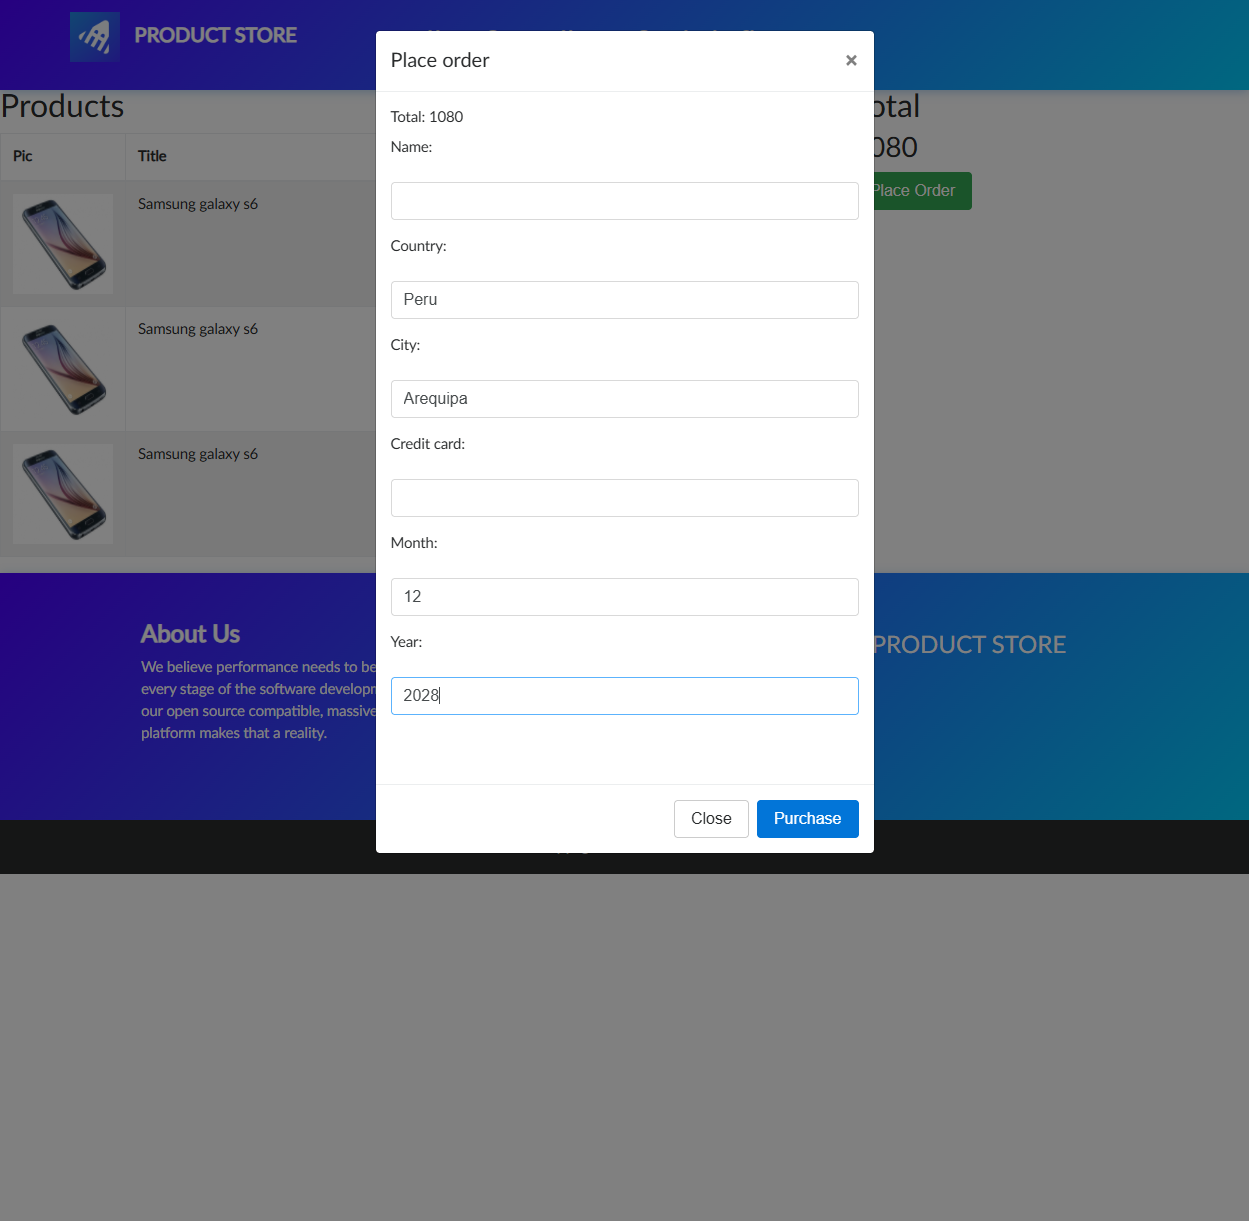 PRODUCT STORE
Place order
×
Products
Total: 1080
Name:
otal
080
Place Order
Pic
Title
Samsung galaxy s6
Country:
Peru
Samsung galaxy s6
City:
Arequipa
Samsung galaxy s6
Credit card:
Month:
12
Year:
2028
About Us
We believe performance needs to be
every stage of the software developm
our open source compatible, massive
platform makes that a reality.
PRODUCT STORE
Close
Purchase